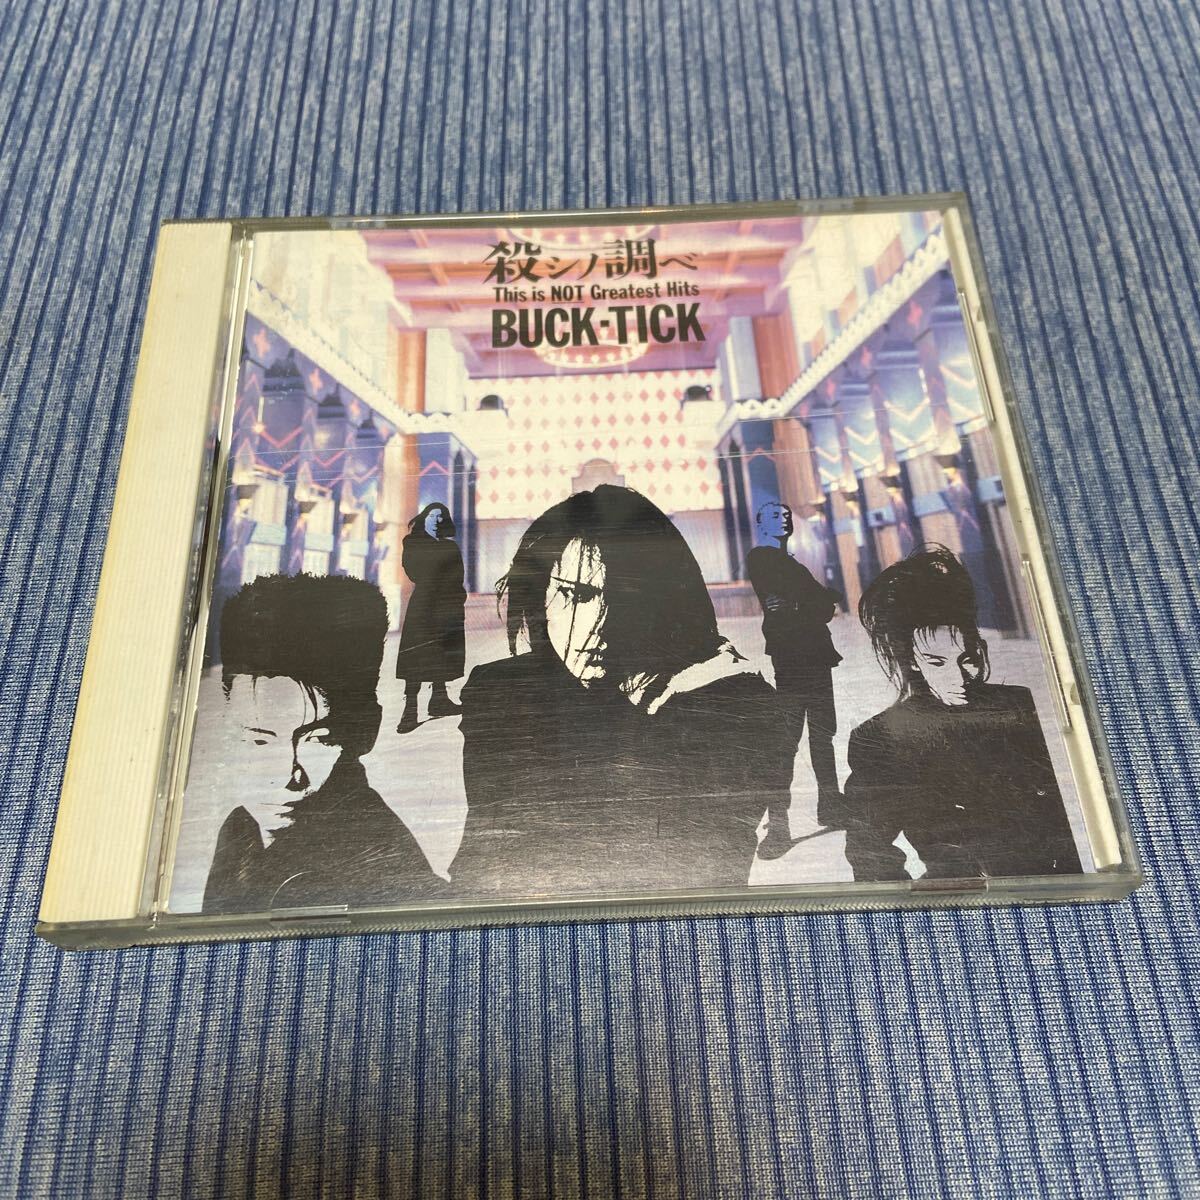 殺シノ調べ
This is NOT Greatest Hits
BUCK-TICK